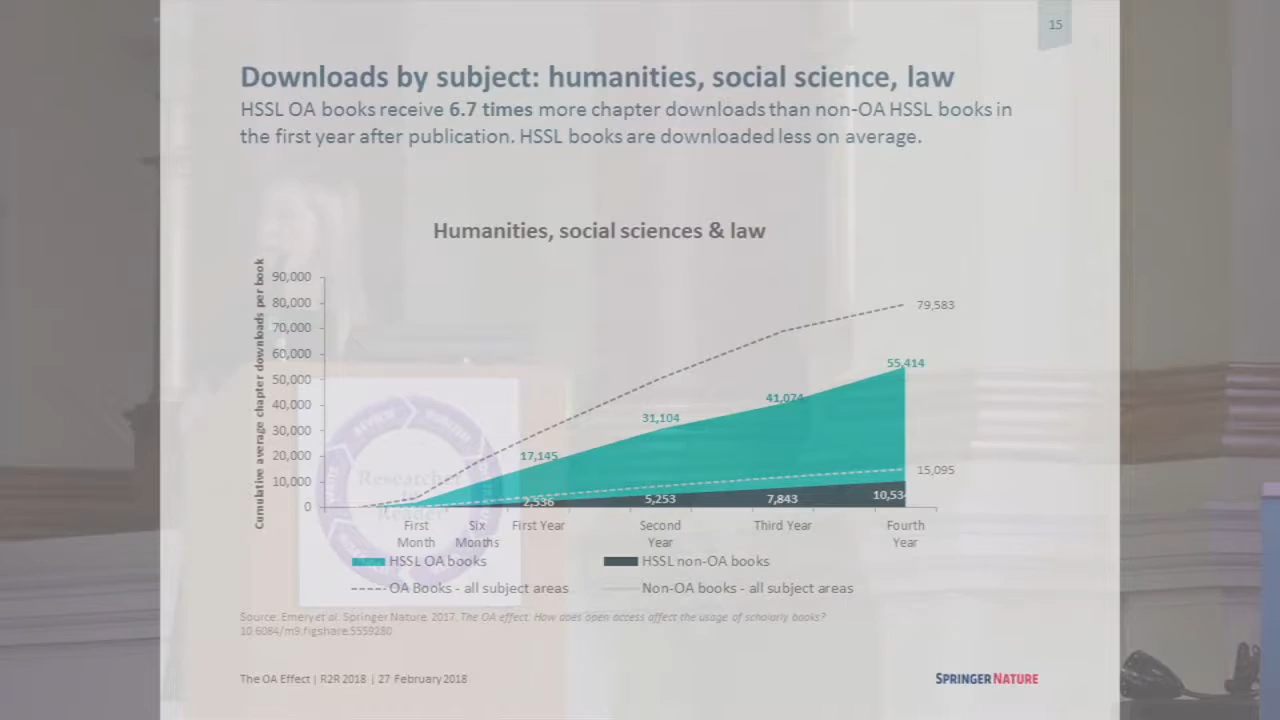 15
Downloads by subject: humanities, social science, law
HSSL OA books receive 6.7 times more chapter downloads than non-OA HSSL books in
the first year after publication. HSSL books are downloaded less on average.
Humanities, social sciences & law
Cumulative average chapter downloads per book
90,000
80,000
70,000
60,000
50,000
40,000
30,000
20,000
10,000
0
79,583
55,414
41,074
31,104
17,145
15,095
2,536
5,253
7,843
10,534
First Month
Six Months
First Year
Second Year
Third Year
Fourth Year
HSSL OA books
HSSL non-OA books
OA Books - all subject areas
Non-OA books - all subject areas
Source: Emery et al. Springer Nature. 2017. The OA effect: How does open access affect the usage of scholarly books?
10.6084/m9.figshare.5559280
The OA Effect | R2R 2018 | 27 February 2018
SPRINGER NATURE
Researcher
Reader